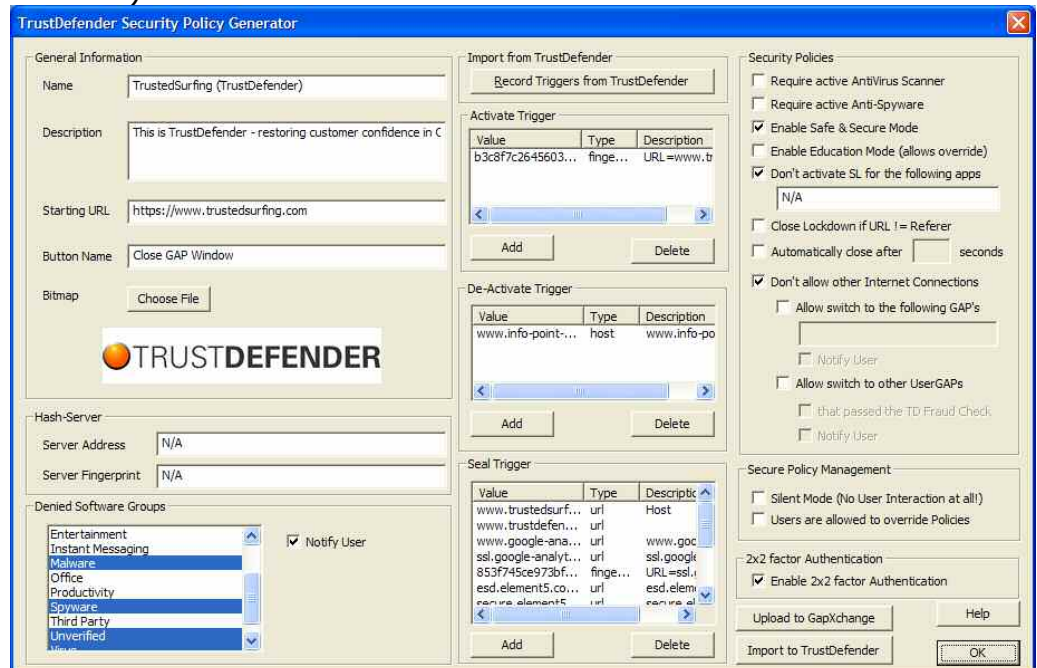 TrustDefender Security Policy Generator
General Information
Name
TrustedSurfing (TrustDefender)
Description
This is TrustDefender - restoring customer confidence in C
Starting URL
https://www.trustedsurfing.com
Button Name
Close GAP Window
Bitmap
Choose File
TRUSTDEFENDER
Hash-Server
Server Address
N/A
Server Fingerprint
N/A
Denied Software Groups
Entertainment
Instant Messaging
Malware
Office
Productivity
Spyware
Third Party
Unverified
Virus
Notify User
Import from TrustDefender
Record Triggers from TrustDefender
Activate Trigger
Value Type Description
b3c8f7c2645603... finge... URL=www.tr
Add Delete
De-Activate Trigger
Value Type Description
www.info-point-... host www.info-po
Add Delete
Seal Trigger
Value Type Descriptic
www.trustedsurf... url Host
www.trustdefen... url
www.google-ana... url www.goo
ssl.google-analyt... url ssl.google
853f745ce973bf... finge... URL=ssl.
esd.element5.co... url esd.elem
secure.element5 url secure.el
Add Delete
Security Policies
Require active AntiVirus Scanner
Require active Anti-Spyware
Enable Safe & Secure Mode
Enable Education Mode (allows override)
Don't activate SL for the following apps
N/A
Close Lockdown if URL != Referer
Automatically close after seconds
Don't allow other Internet Connections
Allow switch to the following GAP's
Notify User
Allow switch to other UserGAPs
that passed the TD Fraud Check
Notify User
Secure Policy Management
Silent Mode (No User Interaction at all!)
Users are allowed to override Policies
2x2 factor Authentication
Enable 2x2 factor Authentication
Upload to GapXchange
Help
Import to TrustDefender
OK